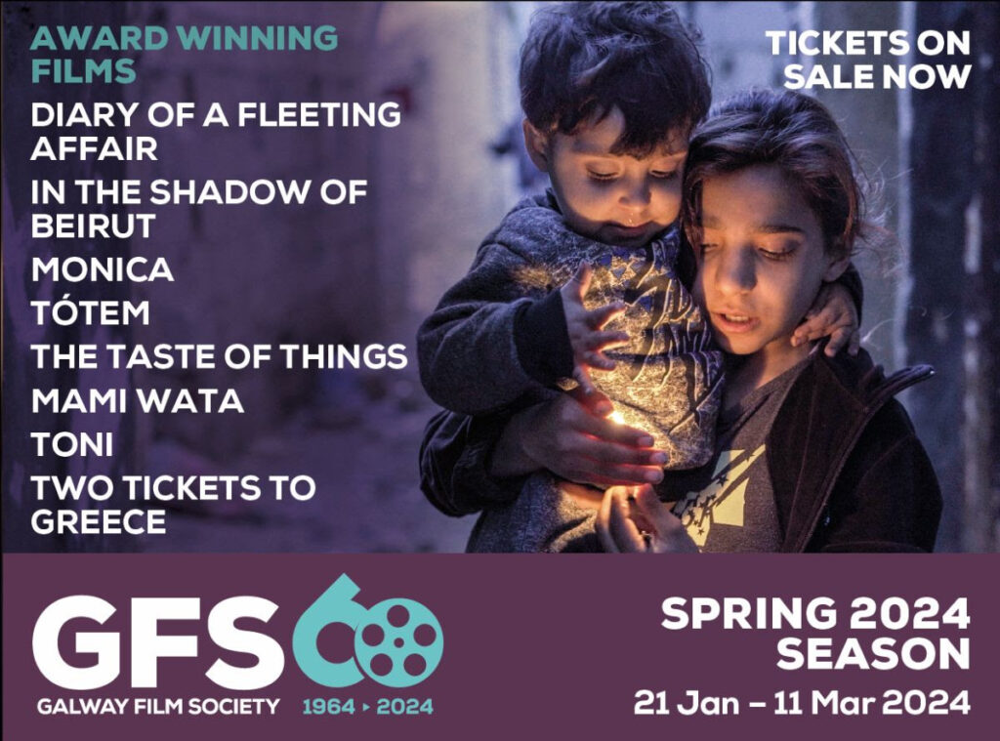 AWARD WINNING
FILMS
DIARY OF A FLEETING
AFFAIR
IN THE SHADOW OF
BEIRUT
MONICA
TÓTEM
THE TASTE OF THINGS
MAMI WATA
TONI
TWO TICKETS TO
GREECE
TICKETS ON
SALE NOW
GFS 60
GALWAY FILM SOCIETY
1964 ▸ 2024
SPRING 2024
SEASON
21 Jan – 11 Mar 2024